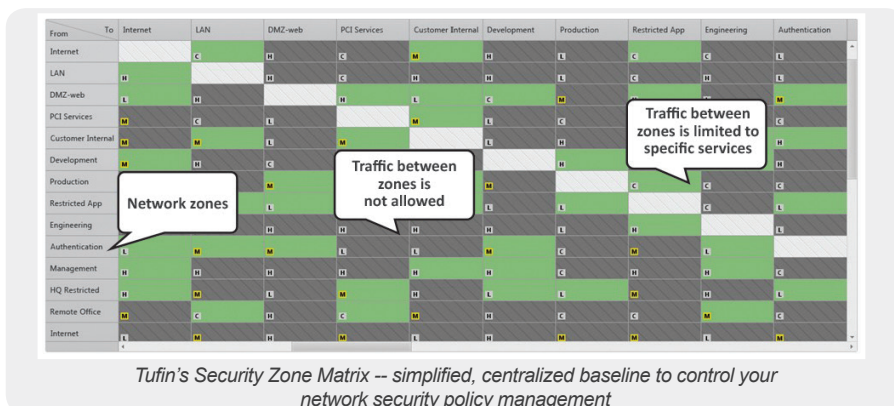 From To Internet LAN DMZ-web PCI Services Customer Internal Development Production Restricted App Engineering Authentication
Internet C H C M H L C C L
LAN H H C H H L C H L
DMZ-web L H H L C M M
PCI Services M C L M L C
Customer Internal M M L M L H H
Development M H C H H
Production M M C C C
Restricted App L L L C L
Engineering H H H H L H L
Authentication L M M L L M C M L
Management H H H H H H C H H C
HQ Restricted H M L M H L L M H L
Remote Office M C H C C C C C M C
Internet L M H M L H M M L M
Network zones
Traffic between
zones is
not allowed
Traffic between
zones is limited to
specific services
Tufin's Security Zone Matrix -- simplified, centralized baseline to control your
network security policy management